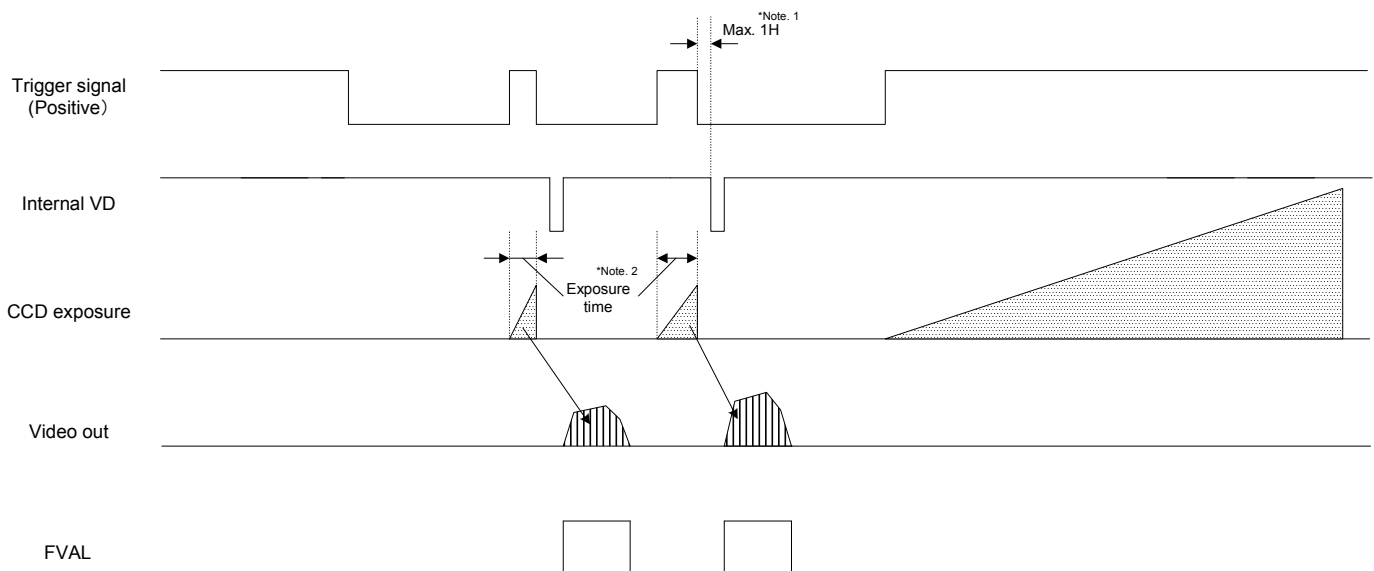 *Note. 1
Max. 1H
Trigger signal
(Positive）
Internal VD
*Note. 2
Exposure
time
CCD exposure
Video out
FVAL